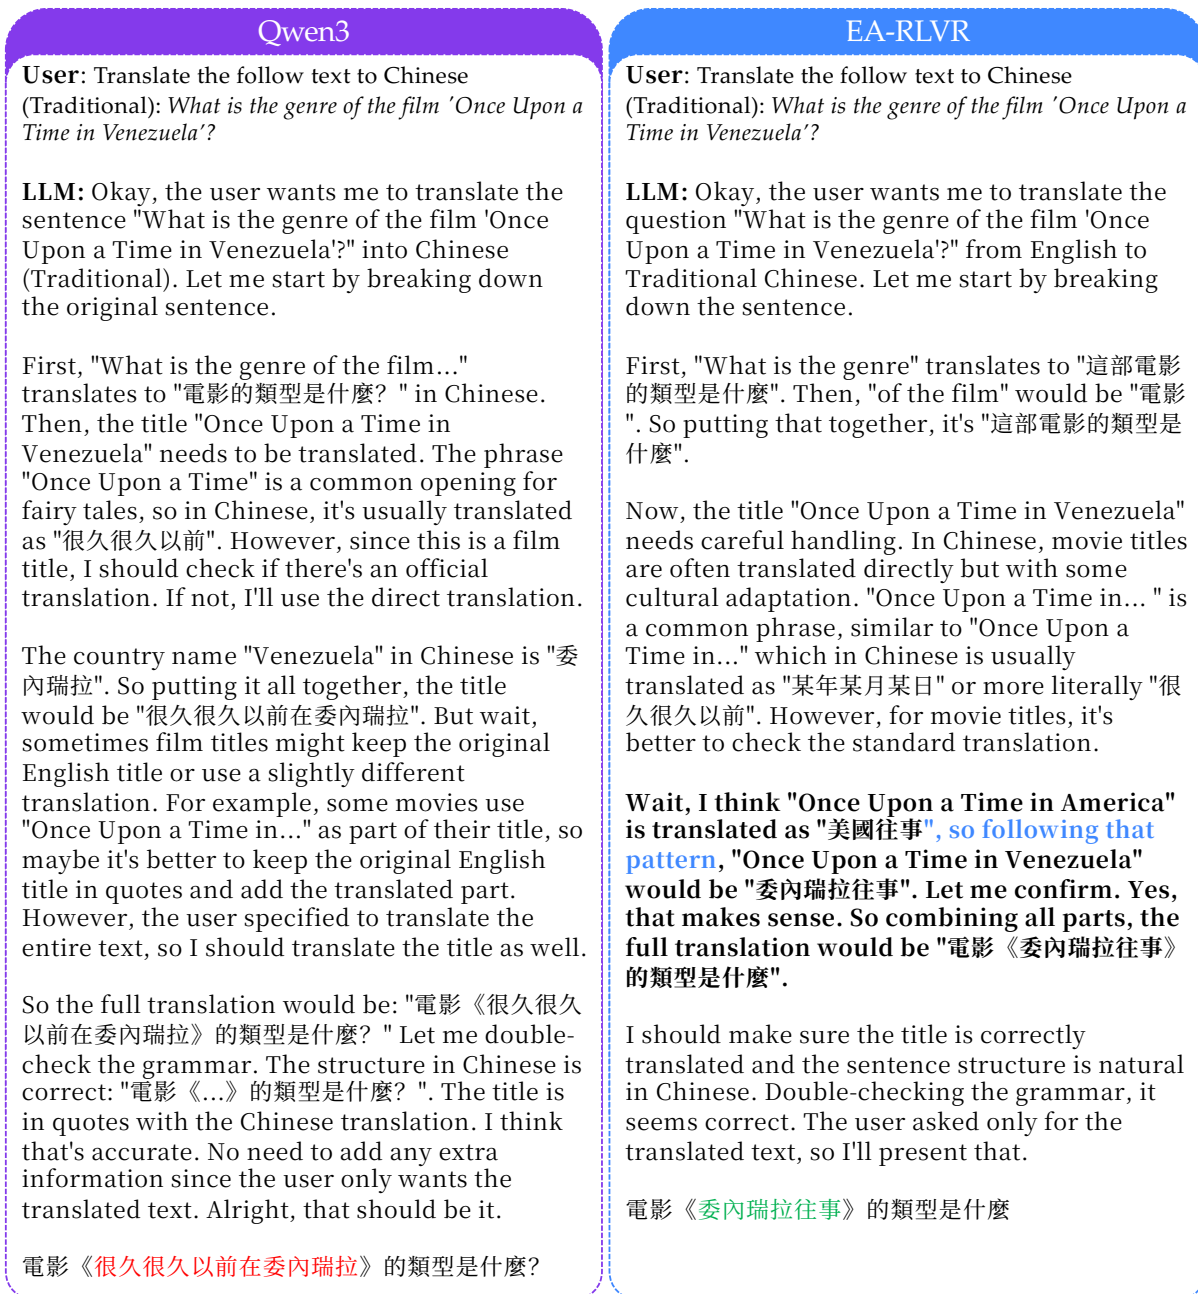 Qwen3
User: Translate the follow text to Chinese
(Traditional): What is the genre of the film 'Once Upon a
Time in Venezuela'?
LLM: Okay, the user wants me to translate the
sentence "What is the genre of the film 'Once
Upon a Time in Venezuela'?" into Chinese
(Traditional). Let me start by breaking down
the original sentence.
First, "What is the genre of the film..."
translates to "電影的類型是什麼？" in Chinese.
Then, the title "Once Upon a Time in
Venezuela" needs to be translated. The phrase
"Once Upon a Time" is a common opening for
fairy tales, so in Chinese, it's usually translated
as "很久很久以前". However, since this is a film
title, I should check if there's an official
translation. If not, I'll use the direct translation.
The country name "Venezuela" in Chinese is "委
內瑞拉". So putting it all together, the title
would be "很久很久以前在委內瑞拉". But wait,
sometimes film titles might keep the original
English title or use a slightly different
translation. For example, some movies use
"Once Upon a Time in..." as part of their title, so
maybe it's better to keep the original English
title in quotes and add the translated part.
However, the user specified to translate the
entire text, so I should translate the title as well.
So the full translation would be: "電影《很久很久
以前在委內瑞拉》的類型是什麼？" Let me double-
check the grammar. The structure in Chinese is
correct: "電影《...》的類型是什麼？". The title is
in quotes with the Chinese translation. I think
that's accurate. No need to add any extra
information since the user only wants the
translated text. Alright, that should be it.
電影《很久很久以前在委內瑞拉》的類型是什麼？
EA-RLVR
User: Translate the follow text to Chinese
(Traditional): What is the genre of the film 'Once Upon a
Time in Venezuela'?
LLM: Okay, the user wants me to translate the
question "What is the genre of the film 'Once
Upon a Time in Venezuela'?" from English to
Traditional Chinese. Let me start by breaking
down the sentence.
First, "What is the genre" translates to "這部電影
的類型是什麼". Then, "of the film" would be "電影
". So putting that together, it's "這部電影的類型是
什麼".
Now, the title "Once Upon a Time in Venezuela"
needs careful handling. In Chinese, movie titles
are often translated directly but with some
cultural adaptation. "Once Upon a Time in... " is
a common phrase, similar to "Once Upon a
Time in..." which in Chinese is usually
translated as "某年某月某日" or more literally "很
久很久以前". However, for movie titles, it's
better to check the standard translation.
Wait, I think "Once Upon a Time in America"
is translated as "美國往事", so following that
pattern, "Once Upon a Time in Venezuela"
would be "委內瑞拉往事". Let me confirm. Yes,
that makes sense. So combining all parts, the
full translation would be "電影《委內瑞拉往事》
的類型是什麼".
I should make sure the title is correctly
translated and the sentence structure is natural
in Chinese. Double-checking the grammar, it
seems correct. The user asked only for the
translated text, so I'll present that.
電影《委內瑞拉往事》的類型是什麼